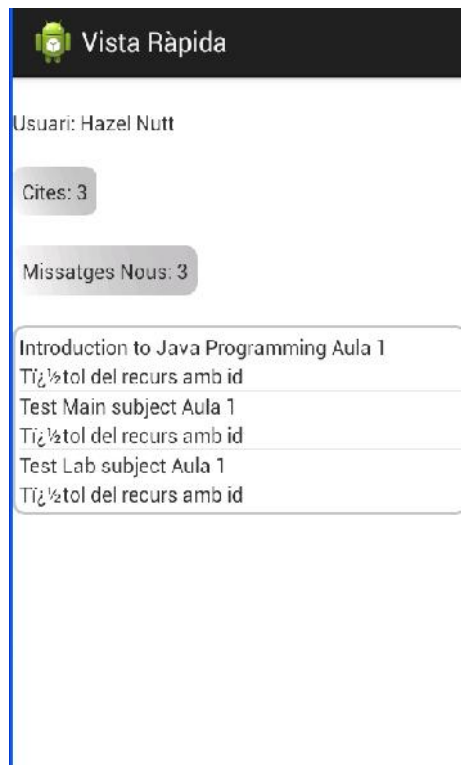 Vista Ràpida
Usuari: Hazel Nutt
Cites: 3
Missatges Nous: 3
Introduction to Java Programming Aula 1
Tï¿½tol del recurs amb id
Test Main subject Aula 1
Tï¿½tol del recurs amb id
Test Lab subject Aula 1
Tï¿½tol del recurs amb id